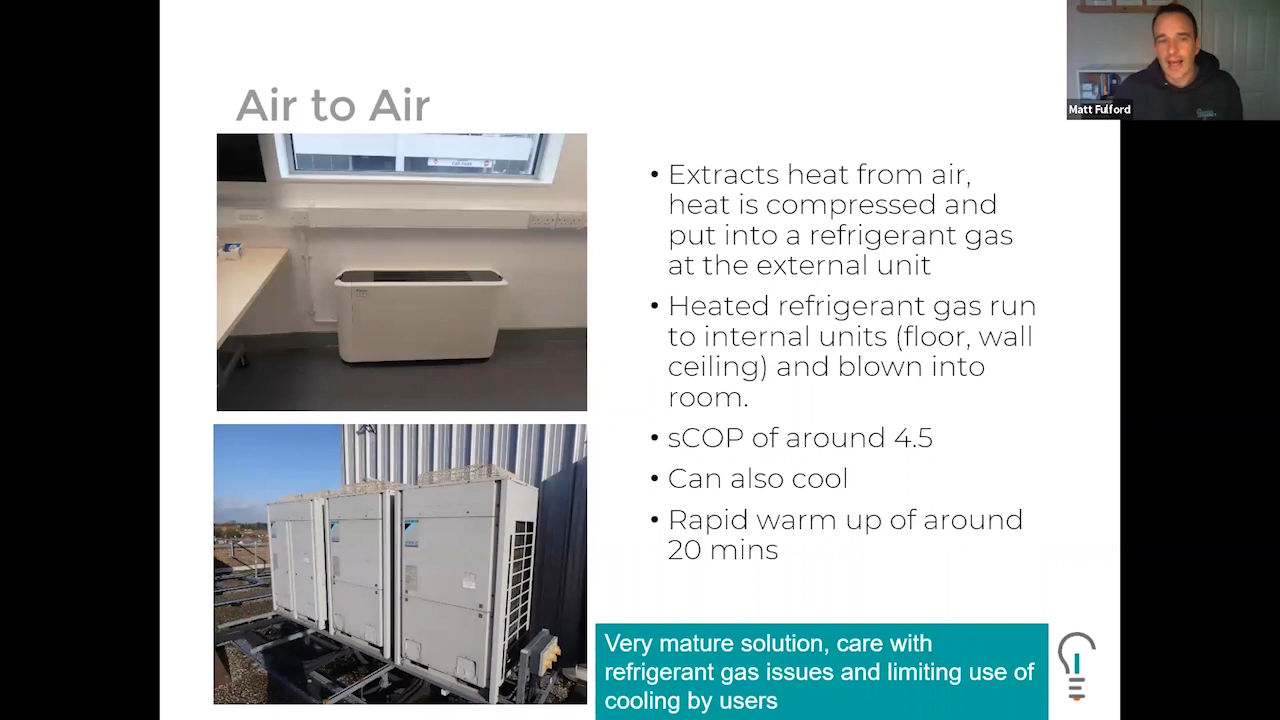 Matt Fulford
Air to Air
• Extracts heat from air,
heat is compressed and
put into a refrigerant gas
at the external unit
• Heated refrigerant gas run
to internal units (floor, wall
ceiling) and blown into
room.
• sCOP of around 4.5
• Can also cool
• Rapid warm up of around
20 mins
Very mature solution, care with
refrigerant gas issues and limiting use of
cooling by users